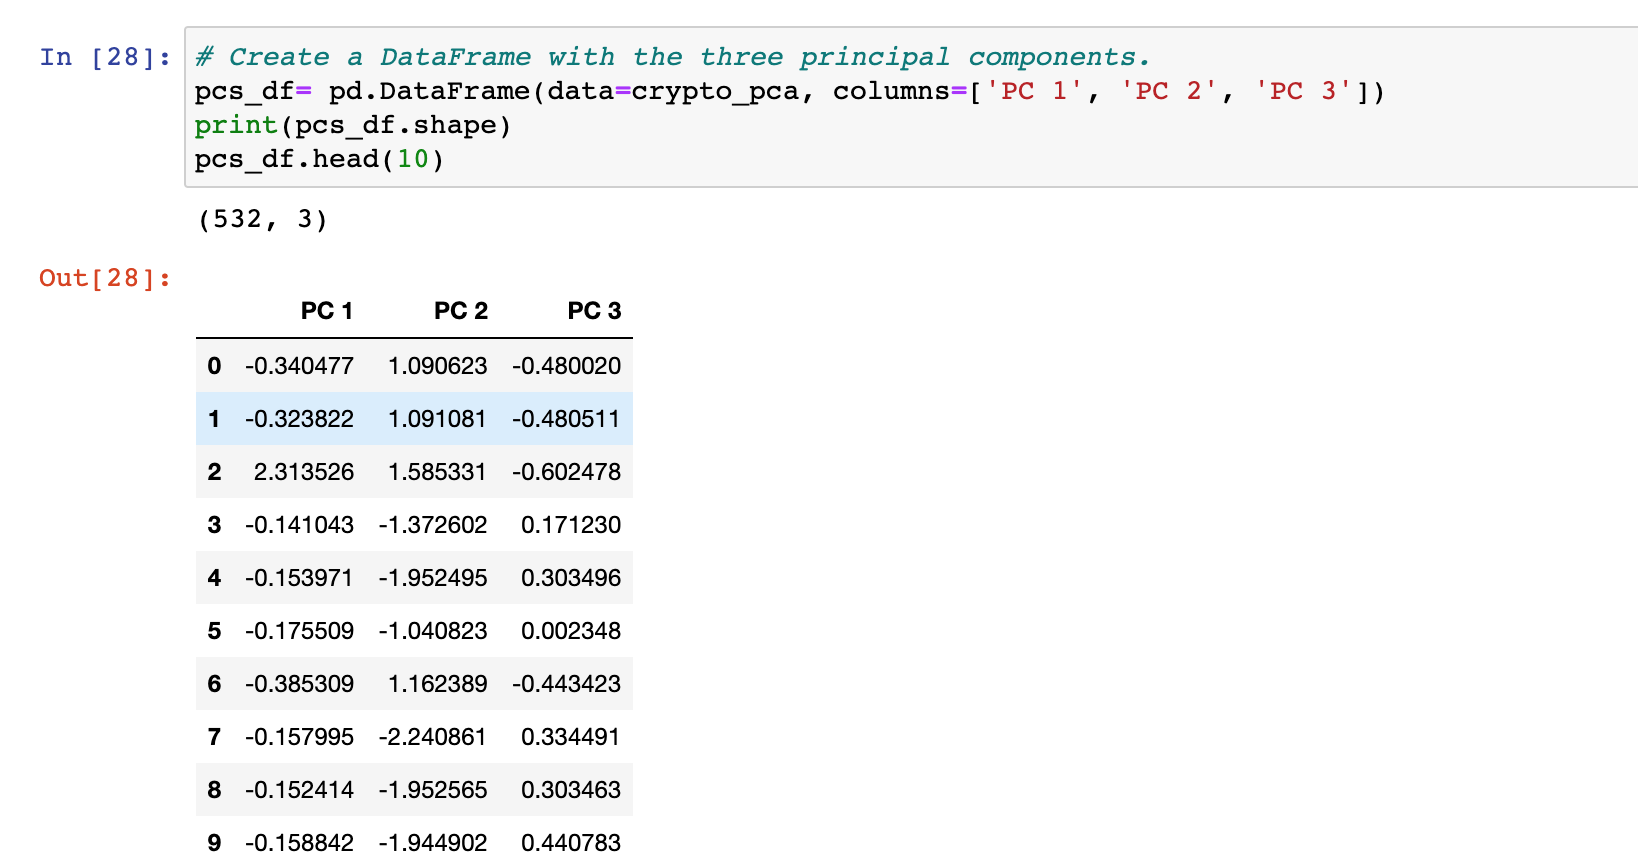 In [28]: # Create a DataFrame with the three principal components.
pcs_df= pd.DataFrame(data=crypto_pca, columns=['PC 1', 'PC 2', 'PC 3'])
print(pcs_df.shape)
pcs_df.head(10)
(532, 3)
Out[28]:
PC 1 PC 2 PC 3
0 -0.340477 1.090623 -0.480020
1 -0.323822 1.091081 -0.480511
2 2.313526 1.585331 -0.602478
3 -0.141043 -1.372602 0.171230
4 -0.153971 -1.952495 0.303496
5 -0.175509 -1.040823 0.002348
6 -0.385309 1.162389 -0.443423
7 -0.157995 -2.240861 0.334491
8 -0.152414 -1.952565 0.303463
9 -0.158842 -1.944902 0.440783